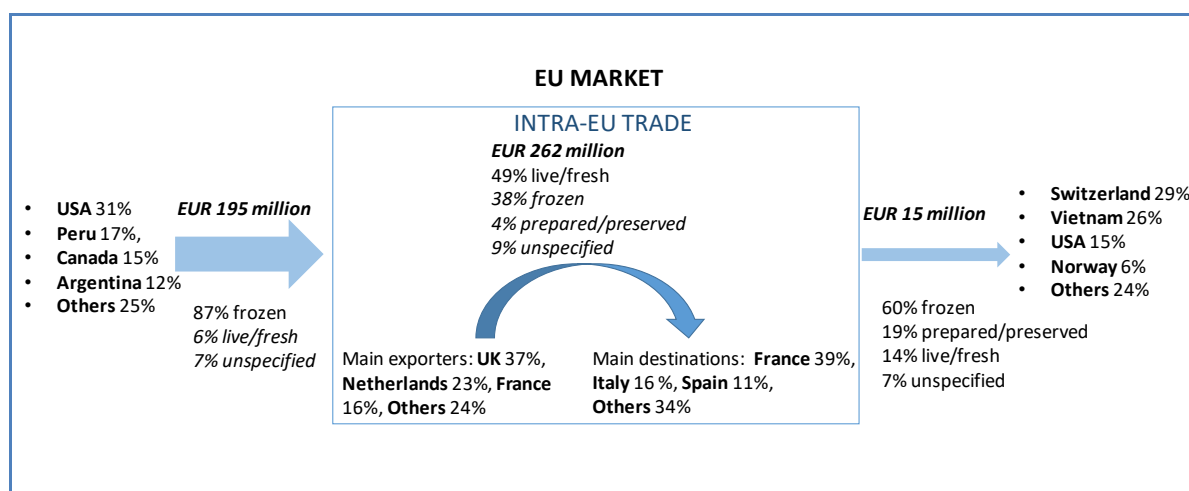 EU MARKET
INTRA-EU TRADE
EUR 262 million
49% live/fresh
38% frozen
4% prepared/preserved
9% unspecified
• USA 31%
• Peru 17%,
• Canada 15%
• Argentina 12%
• Others 25%
EUR 195 million
87% frozen
6% live/fresh
7% unspecified
Main exporters: UK 37%,
Netherlands 23%, France
16%, Others 24%
Main destinations: France 39%,
Italy 16 %, Spain 11%,
Others 34%
EUR 15 million
60% frozen
19% prepared/preserved
14% live/fresh
7% unspecified
• Switzerland 29%
• Vietnam 26%
• USA 15%
• Norway 6%
• Others 24%